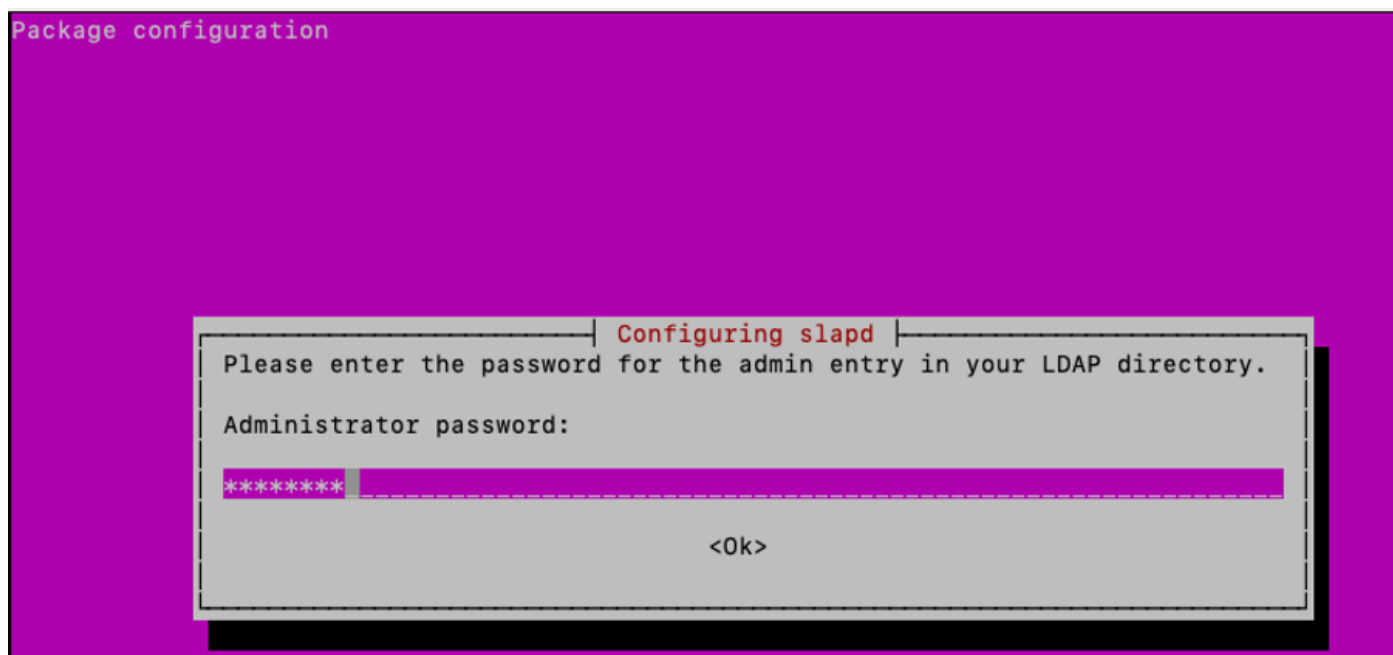 Package configuration
Configuring slapd
Please enter the password for the admin entry in your LDAP directory.
Administrator password:
********
<Ok>